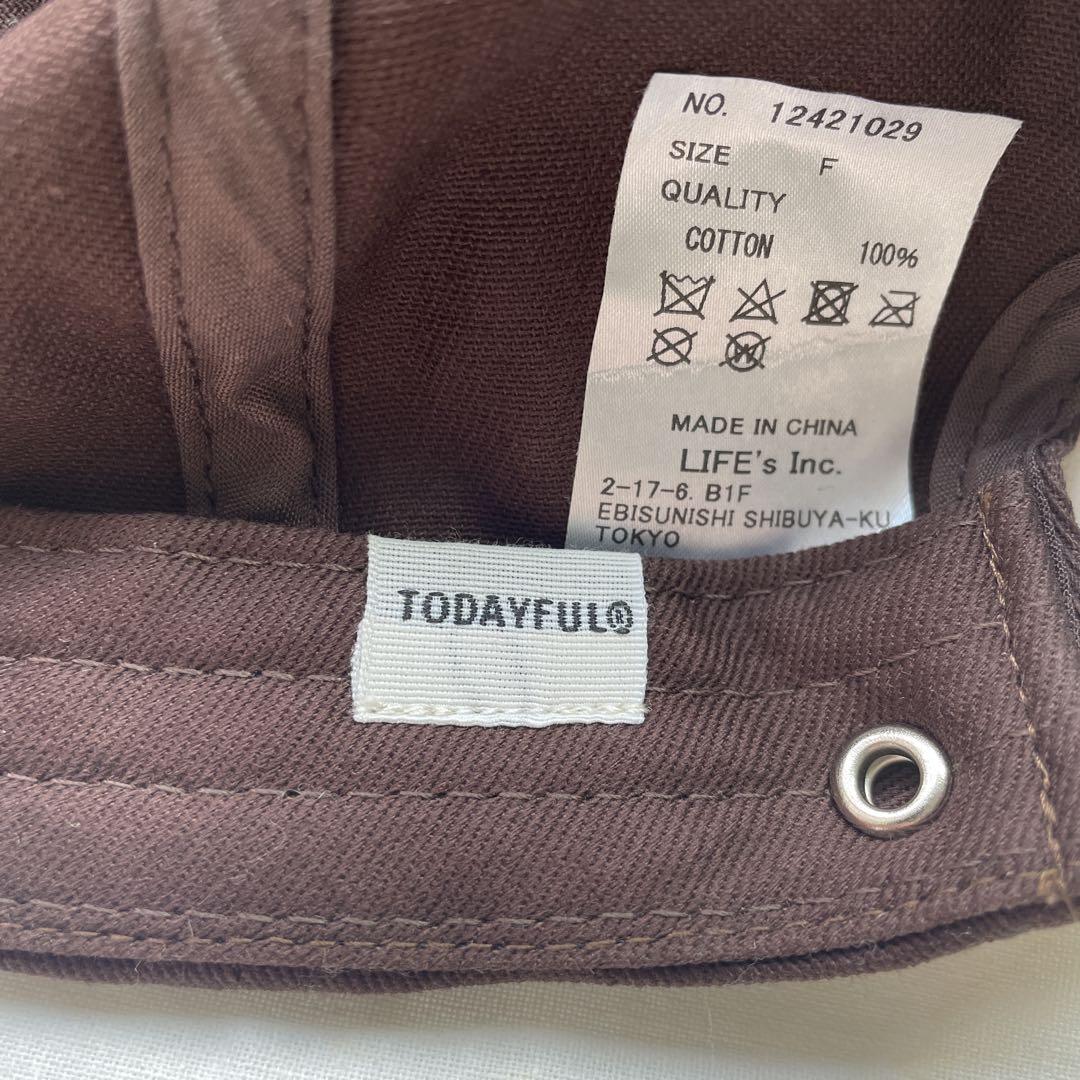 NO. 12421029
SIZE F
QUALITY
COTTON 100%
W
MADE IN CHINA
LIFE's Inc.
2-17-6. B1F
EBISUNISHI SHIBUYA-KU
TOKYO
TODAYFUL®